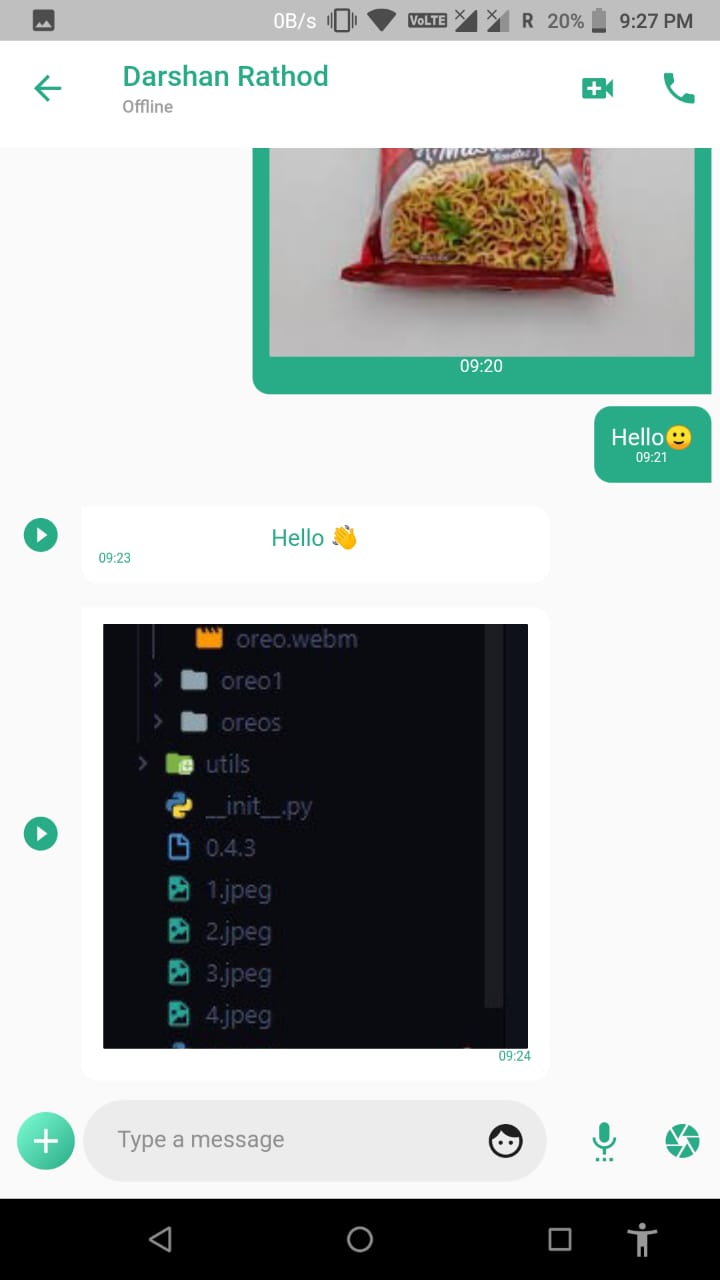 0B/s VoLTE R 20% 9:27 PM
Darshan Rathod
Offline
Noodles
09:20
Hello🙂
09:21
Hello 👋
09:23
oreo.webm
oreo1
oreos
utils
__init__.py
0.4.3
1.jpeg
2.jpeg
3.jpeg
4.jpeg
09:24
Type a message